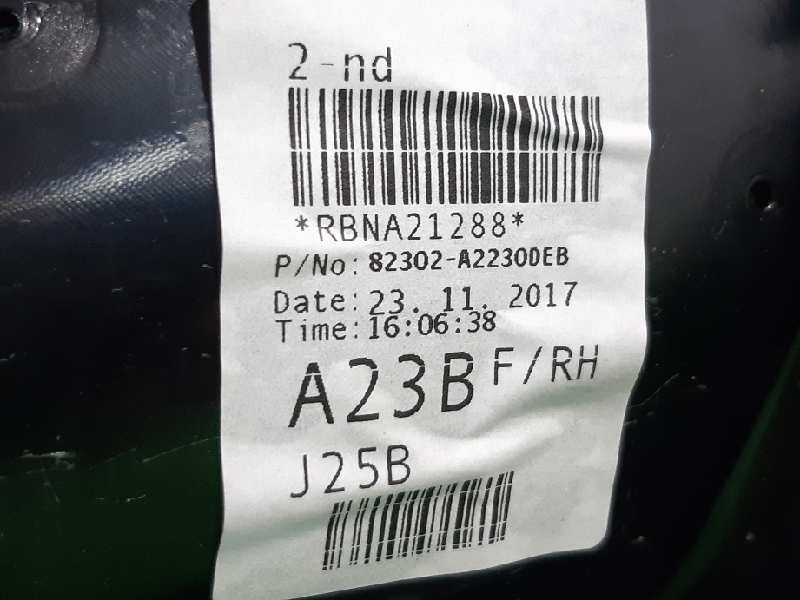 2-nd
*RBNA21288*
P/No: 82302-A22300EB
Date: 23. 11. 2017
Time: 16:06:38
A23B F/RH
J25B